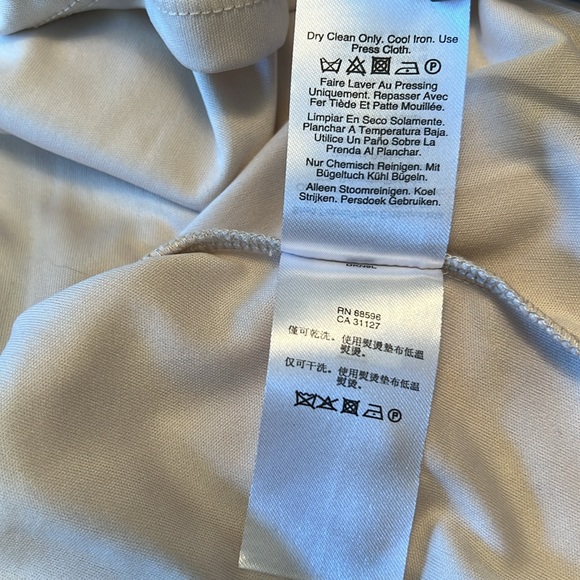 Dry Clean Only. Cool Iron. Use
Press Cloth.
P
Faire Laver Au Pressing
Uniquement. Repasser Avec
Fer Tiède Et Patte Mouillée.
Limpiar En Seco Solamente.
Planchar A Temperatura Baja.
Utilice Un Paño Sobre La
Prenda Al Planchar.
Nur Chemisch Reinigen. Mit
Bügeltuch Kühl Bügeln.
Alleen Stoomreinigen. Koel
Strijken. Persdoek Gebruiken.
RN 68596
CA 31127
僅可乾洗。使用熨燙墊布低溫
熨燙。
仅可干洗。使用熨烫垫布低温
熨烫。
P